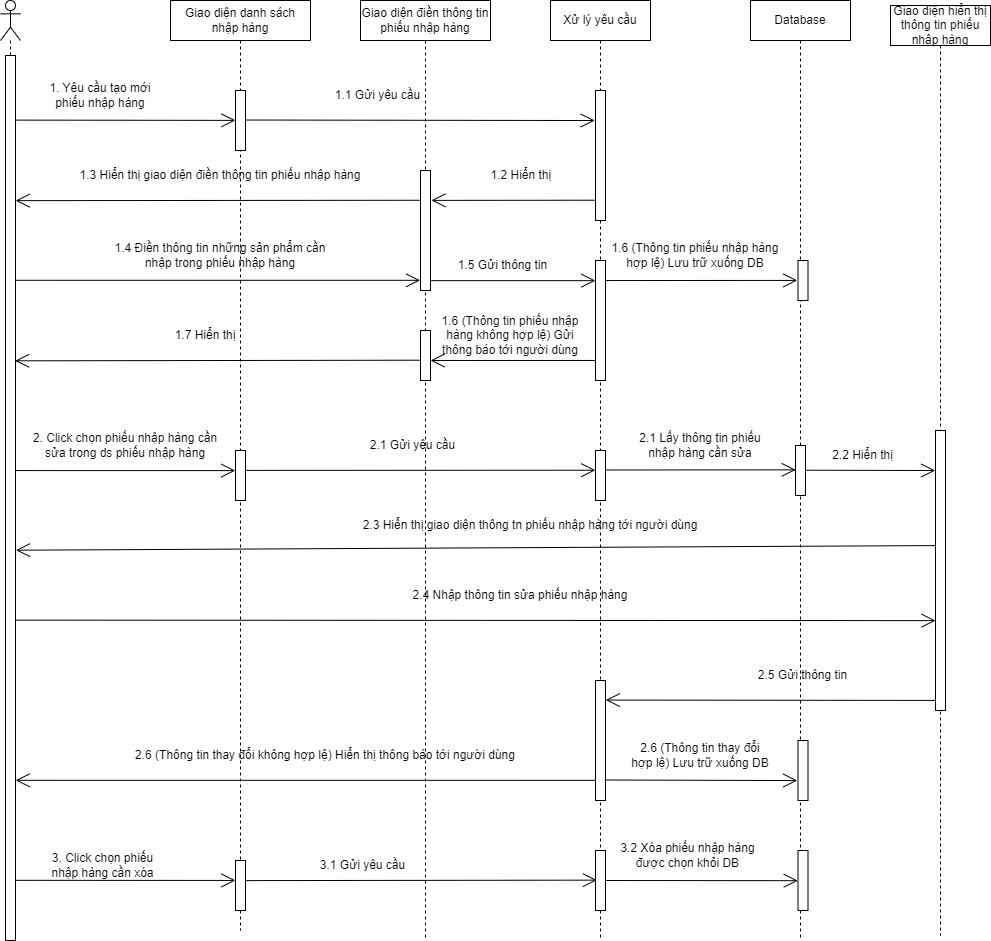 Giao diện danh sách
nhập hàng
Giao diện điền thông tin
phiếu nhập hàng
Xử lý yêu cầu
Database
Giao diện hiển thị
thông tin phiếu
nhập hàng
1. Yêu cầu tạo mới
phiếu nhập hàng
1.1 Gửi yêu cầu
1.3 Hiển thị giao diện điền thông tin phiếu nhập hàng
1.2 Hiển thị
1.4 Điền thông tin những sản phẩm cần
nhập trong phiếu nhập hàng
1.5 Gửi thông tin
1.6 (Thông tin phiếu nhập hàng
hợp lệ) Lưu trữ xuống DB
1.7 Hiển thị
1.6 (Thông tin phiếu nhập
hàng không hợp lệ) Gửi
thông báo tới người dùng
2. Click chọn phiếu nhập hàng cần
sửa trong ds phiếu nhập hàng
2.1 Gửi yêu cầu
2.1 Lấy thông tin phiếu
nhập hàng cần sửa
2.2 Hiển thị
2.3 Hiển thị giao diện thông tn phiếu nhập hàng tới người dùng
2.4 Nhập thông tin sửa phiếu nhập hàng
2.5 Gửi thông tin
2.6 (Thông tin thay đổi không hợp lệ) Hiển thị thông báo tới người dùng
2.6 (Thông tin thay đổi
hợp lệ) Lưu trữ xuống DB
3. Click chọn phiếu
nhập hàng cần xóa
3.1 Gửi yêu cầu
3.2 Xóa phiếu nhập hàng
được chọn khỏi DB